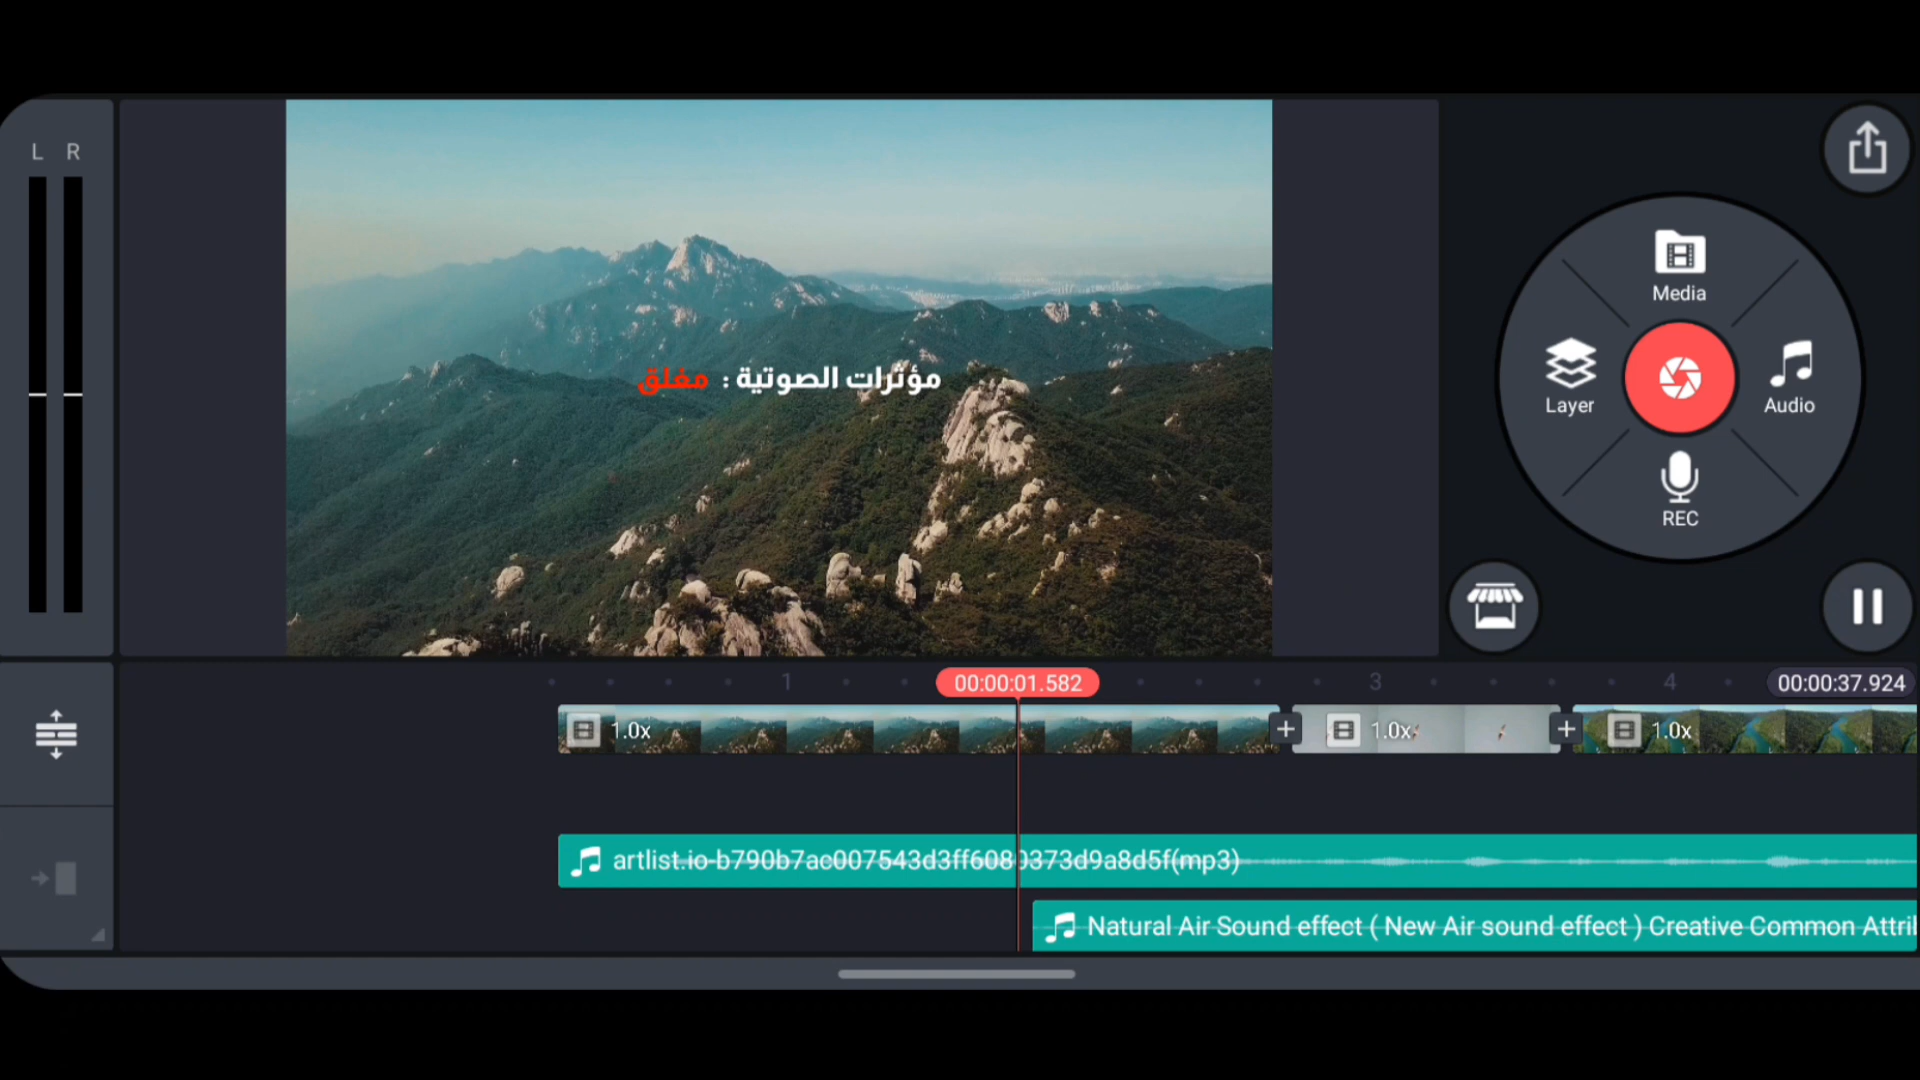 L R
Media
Layer
Audio
REC
مؤثرات الصوتية : مغلق
1
00:00:01.582
3
4
00:00:37.924
1.0x
1.0x
1.0x
artlist.io-b790b7ac007543d3ff6080373d9a8d5f(mp3)
Natural Air Sound effect ( New Air sound effect ) Creative Common Attri